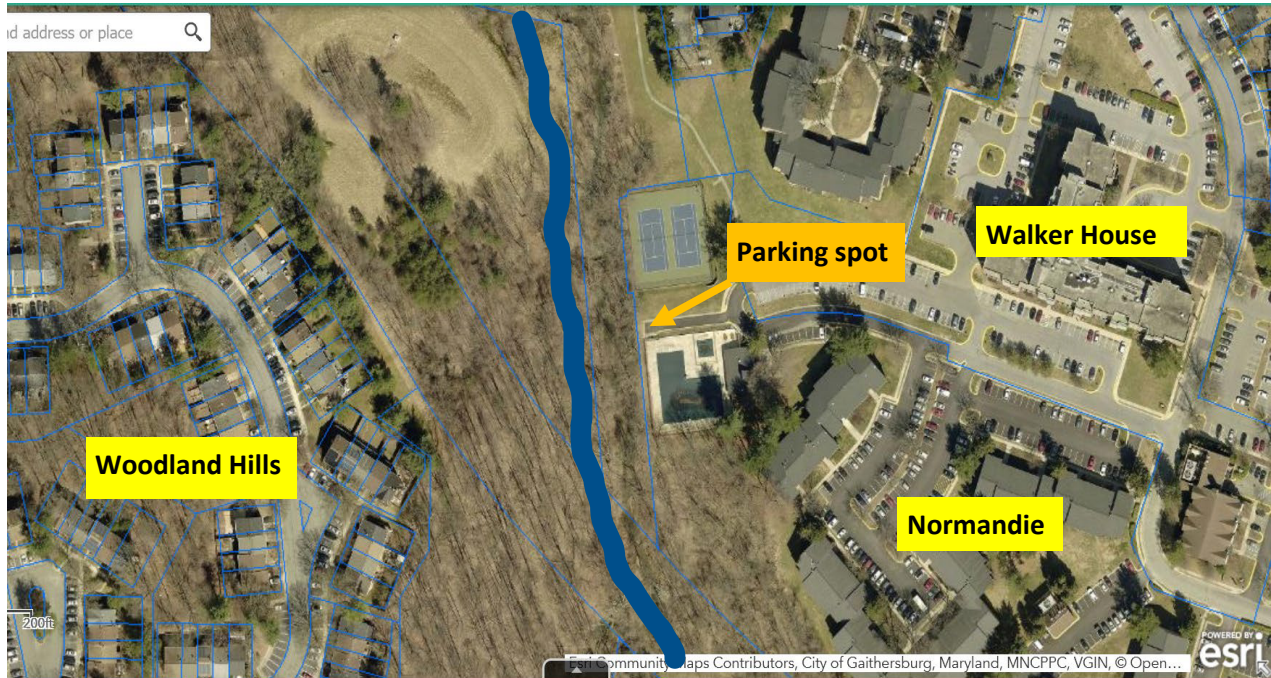 nd address or place
Parking spot
Walker House
Woodland Hills
Normandie
200ft
POWERED BY
esri
Esri Community Maps Contributors, City of Gaithersburg, Maryland, MNCPPC, VGIN, © Open...